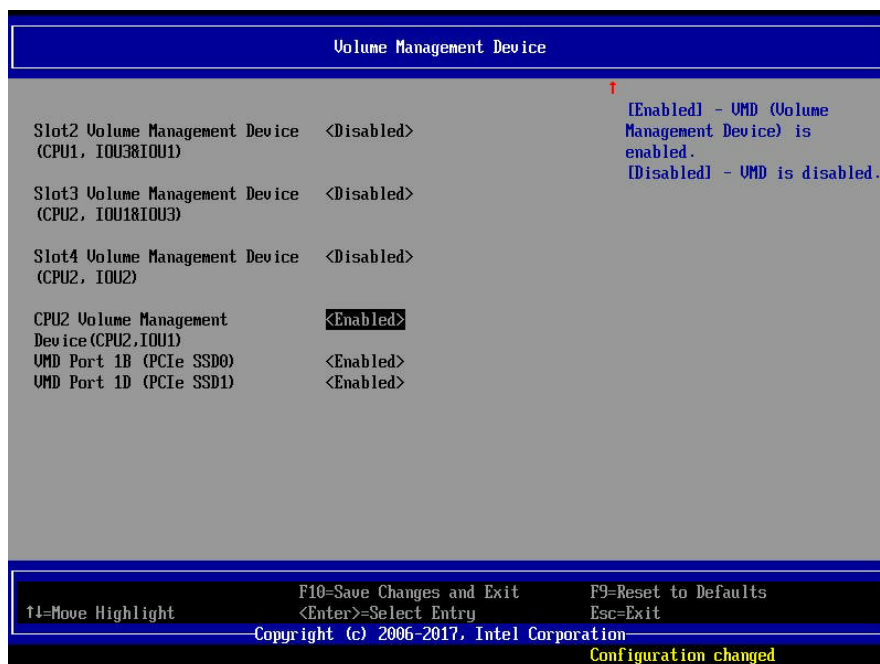 Volume Management Device
↑
[Enabled] - VMD (Volume
Management Device) is
enabled.
[Disabled] - VMD is disabled.
Slot2 Volume Management Device <Disabled>
(CPU1, IOU3&IOU1)
Slot3 Volume Management Device <Disabled>
(CPU2, IOU1&IOU3)
Slot4 Volume Management Device <Disabled>
(CPU2, IOU2)
CPU2 Volume Management <Enabled>
Device(CPU2,IOU1)
VMD Port 1B (PCIe SSD0) <Enabled>
VMD Port 1D (PCIe SSD1) <Enabled>
F10=Save Changes and Exit F9=Reset to Defaults
↑↓=Move Highlight <Enter>=Select Entry Esc=Exit
Copyright (c) 2006-2017, Intel Corporation
Configuration changed